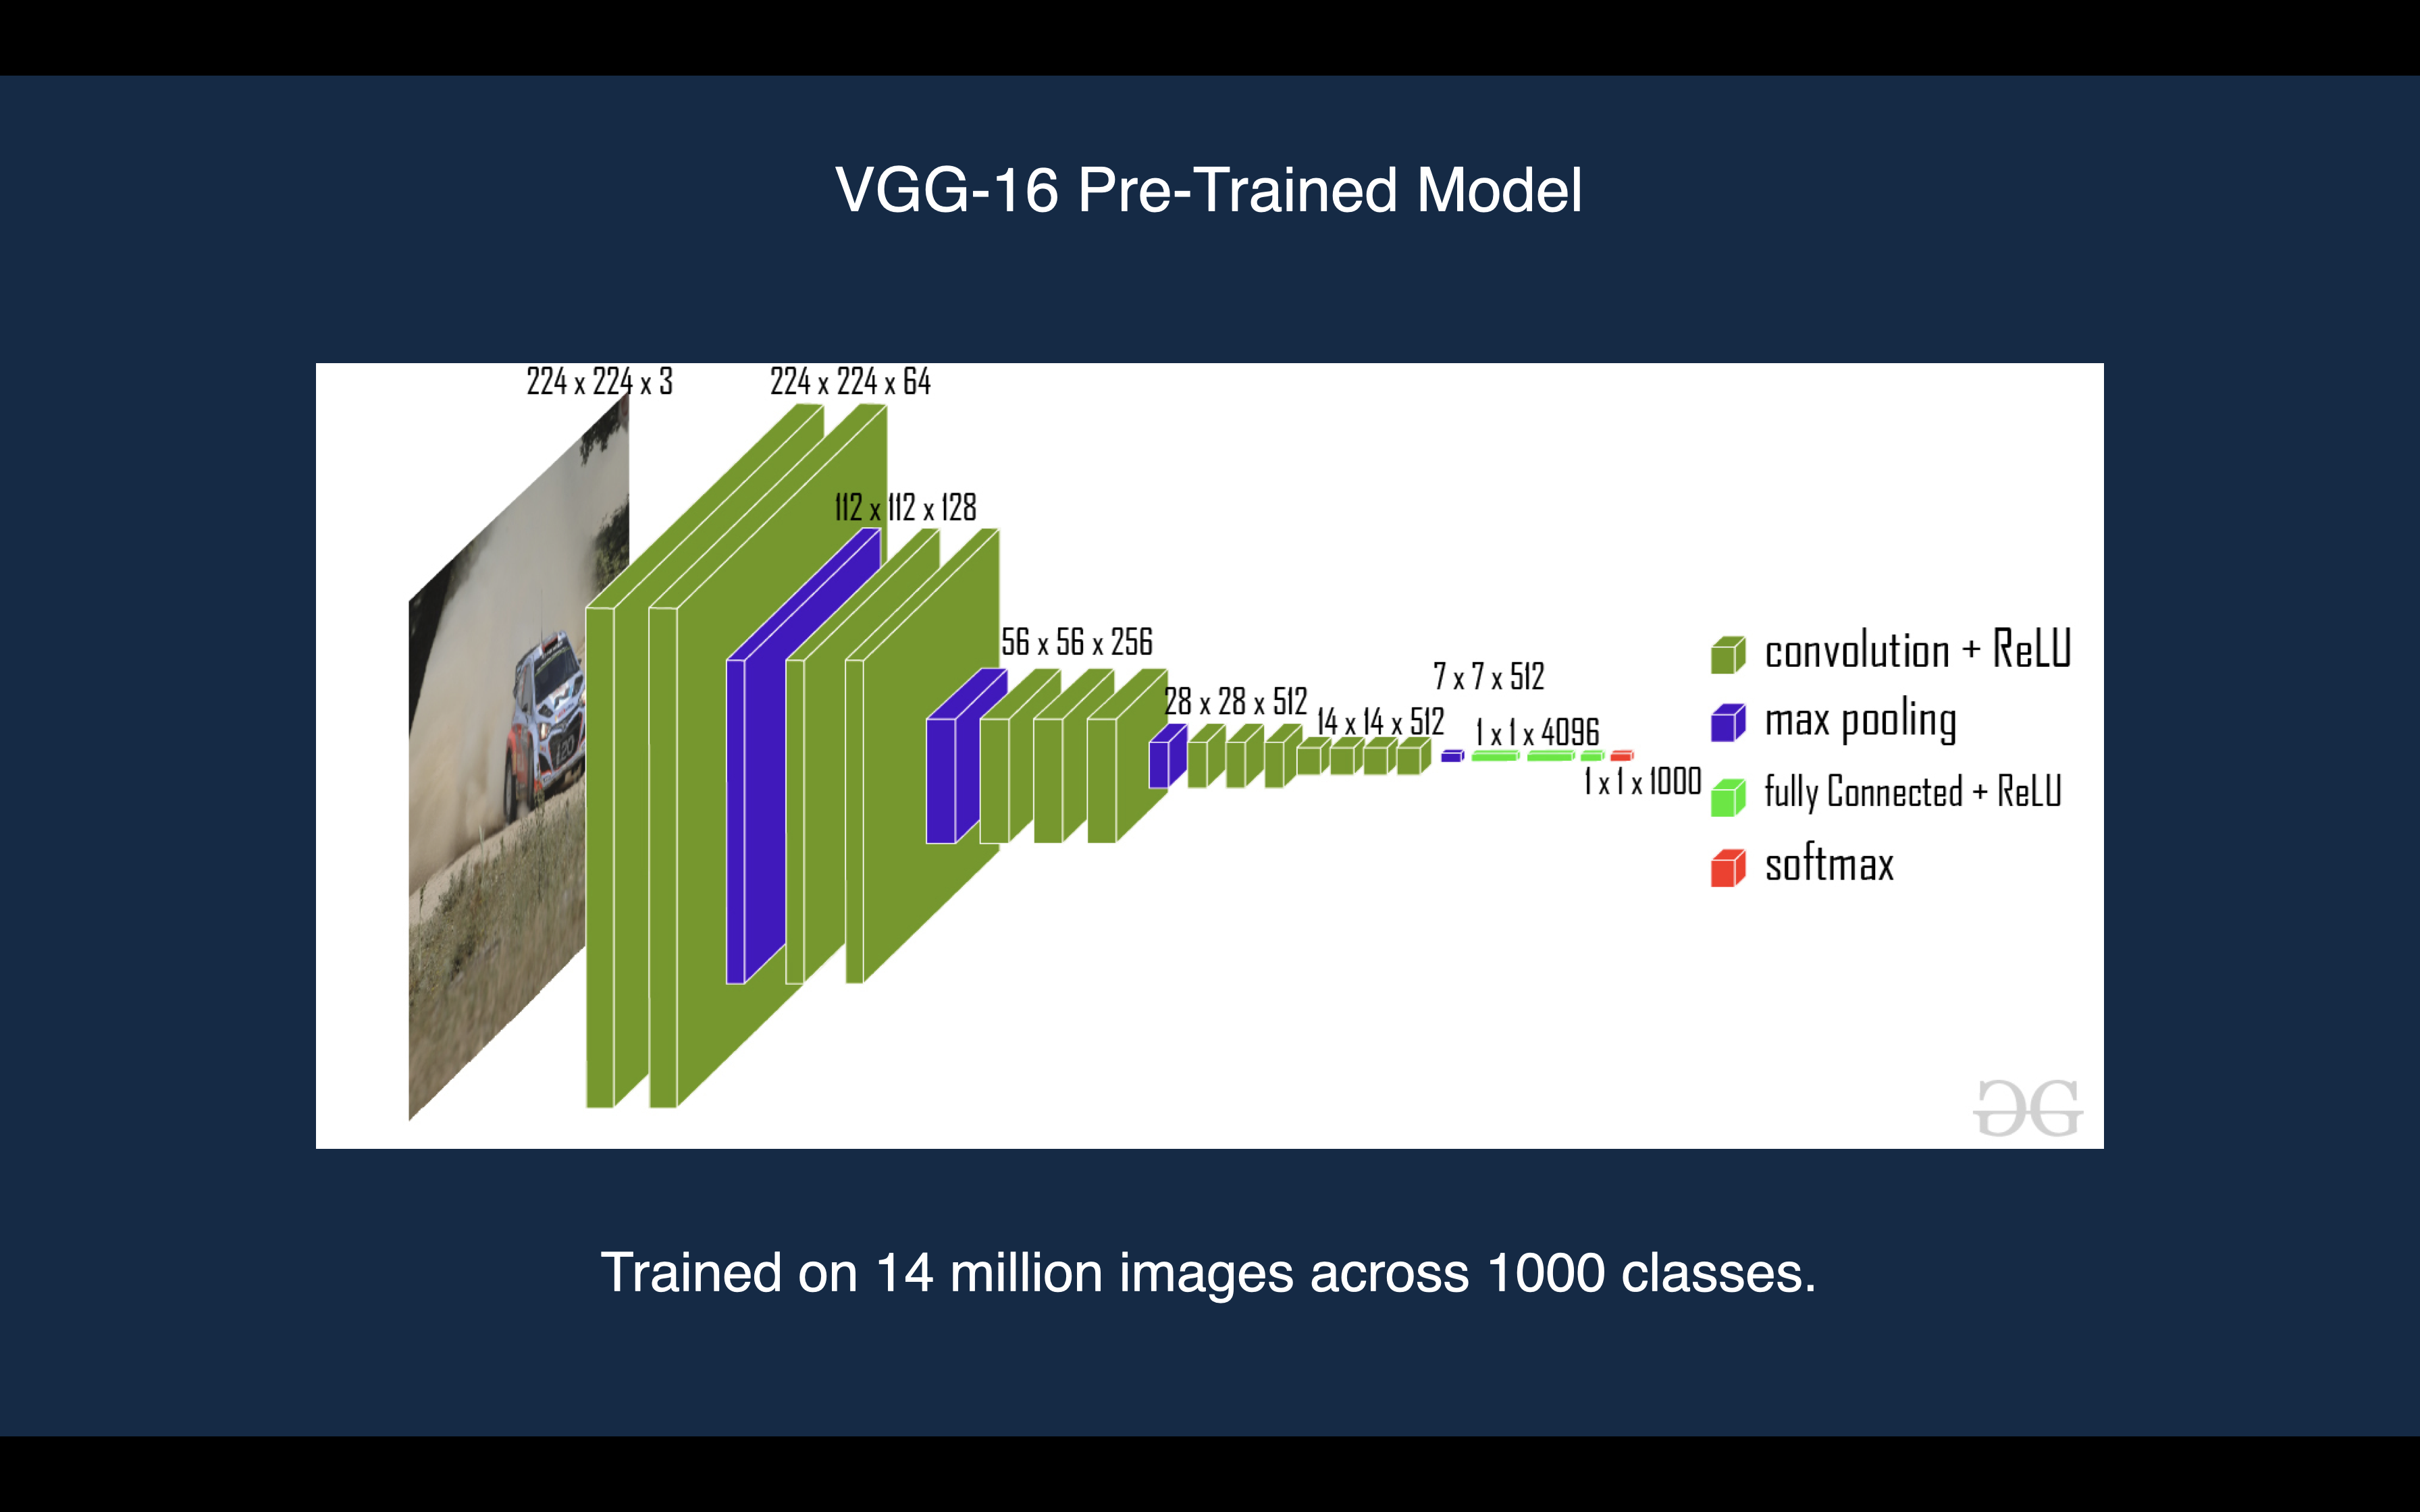 VGG-16 Pre-Trained Model
224 x 224 x 3
224 x 224 x 64
112 x 112 x 128
56 x 56 x 256
28 x 28 x 512
14 x 14 x 512
7 x 7 x 512
1 x 1 x 4096
1 x 1 x 1000
convolution + ReLU
max pooling
fully Connected + ReLU
softmax
Trained on 14 million images across 1000 classes.